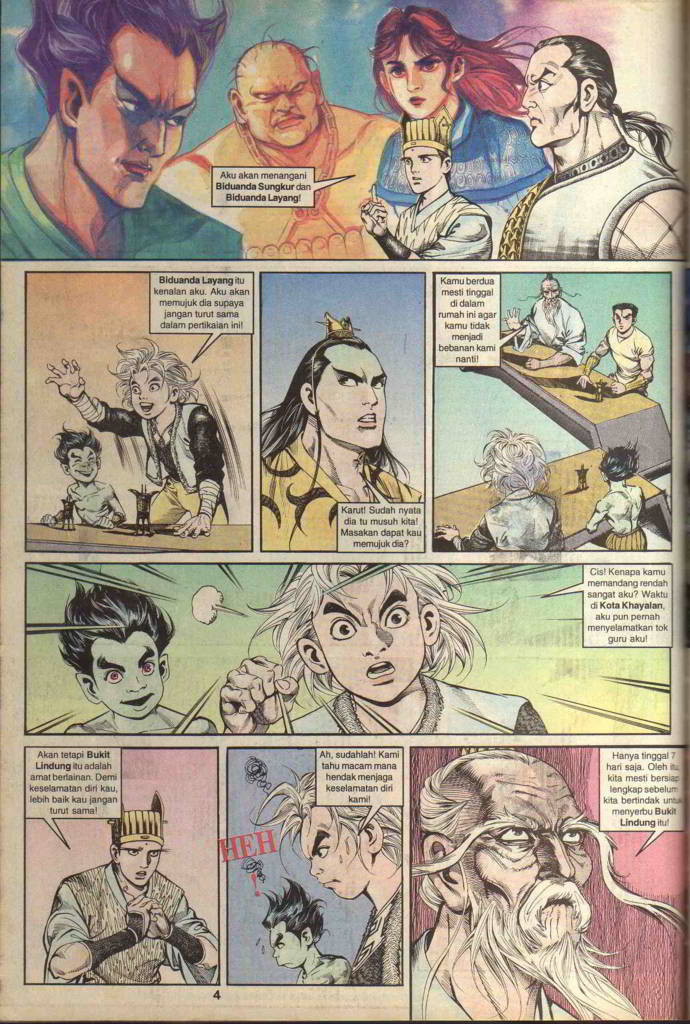 Aku akan menangani
Biduanda Sungkur dan
Biduanda Layang!
Biduanda Layang itu
kenalan aku. Aku akan
memujuk dia supaya
jangan turut sama
dalam pertikaian ini!
Karut! Sudah nyata
dia tu musuh kita!
Masakan dapat kau
memujuk dia?
Kamu berdua
mesti tinggal
di dalam
rumah ini agar
kamu tidak
menjadi
bebanan kami
nanti!
Cis! Kenapa kamu
memandang rendah
sangat aku? Waktu
di Kota Khayalan,
aku pun pernah
menyelamatkan tok
guru aku!
Akan tetapi Bukit
Lindung itu adalah
amat berlainan. Demi
keselamatan diri kau,
lebih baik kau jangan
turut sama!
Ah, sudahlah! Kami
tahu macam mana
hendak menjaga
keselamatan diri
kami!
HEH
!
Hanya tinggal 7
hari saja. Oleh itu
kita mesti bersiap
lengkap sebelum
kita bertindak untuk
menyerbu Bukit
Lindung itu!
4